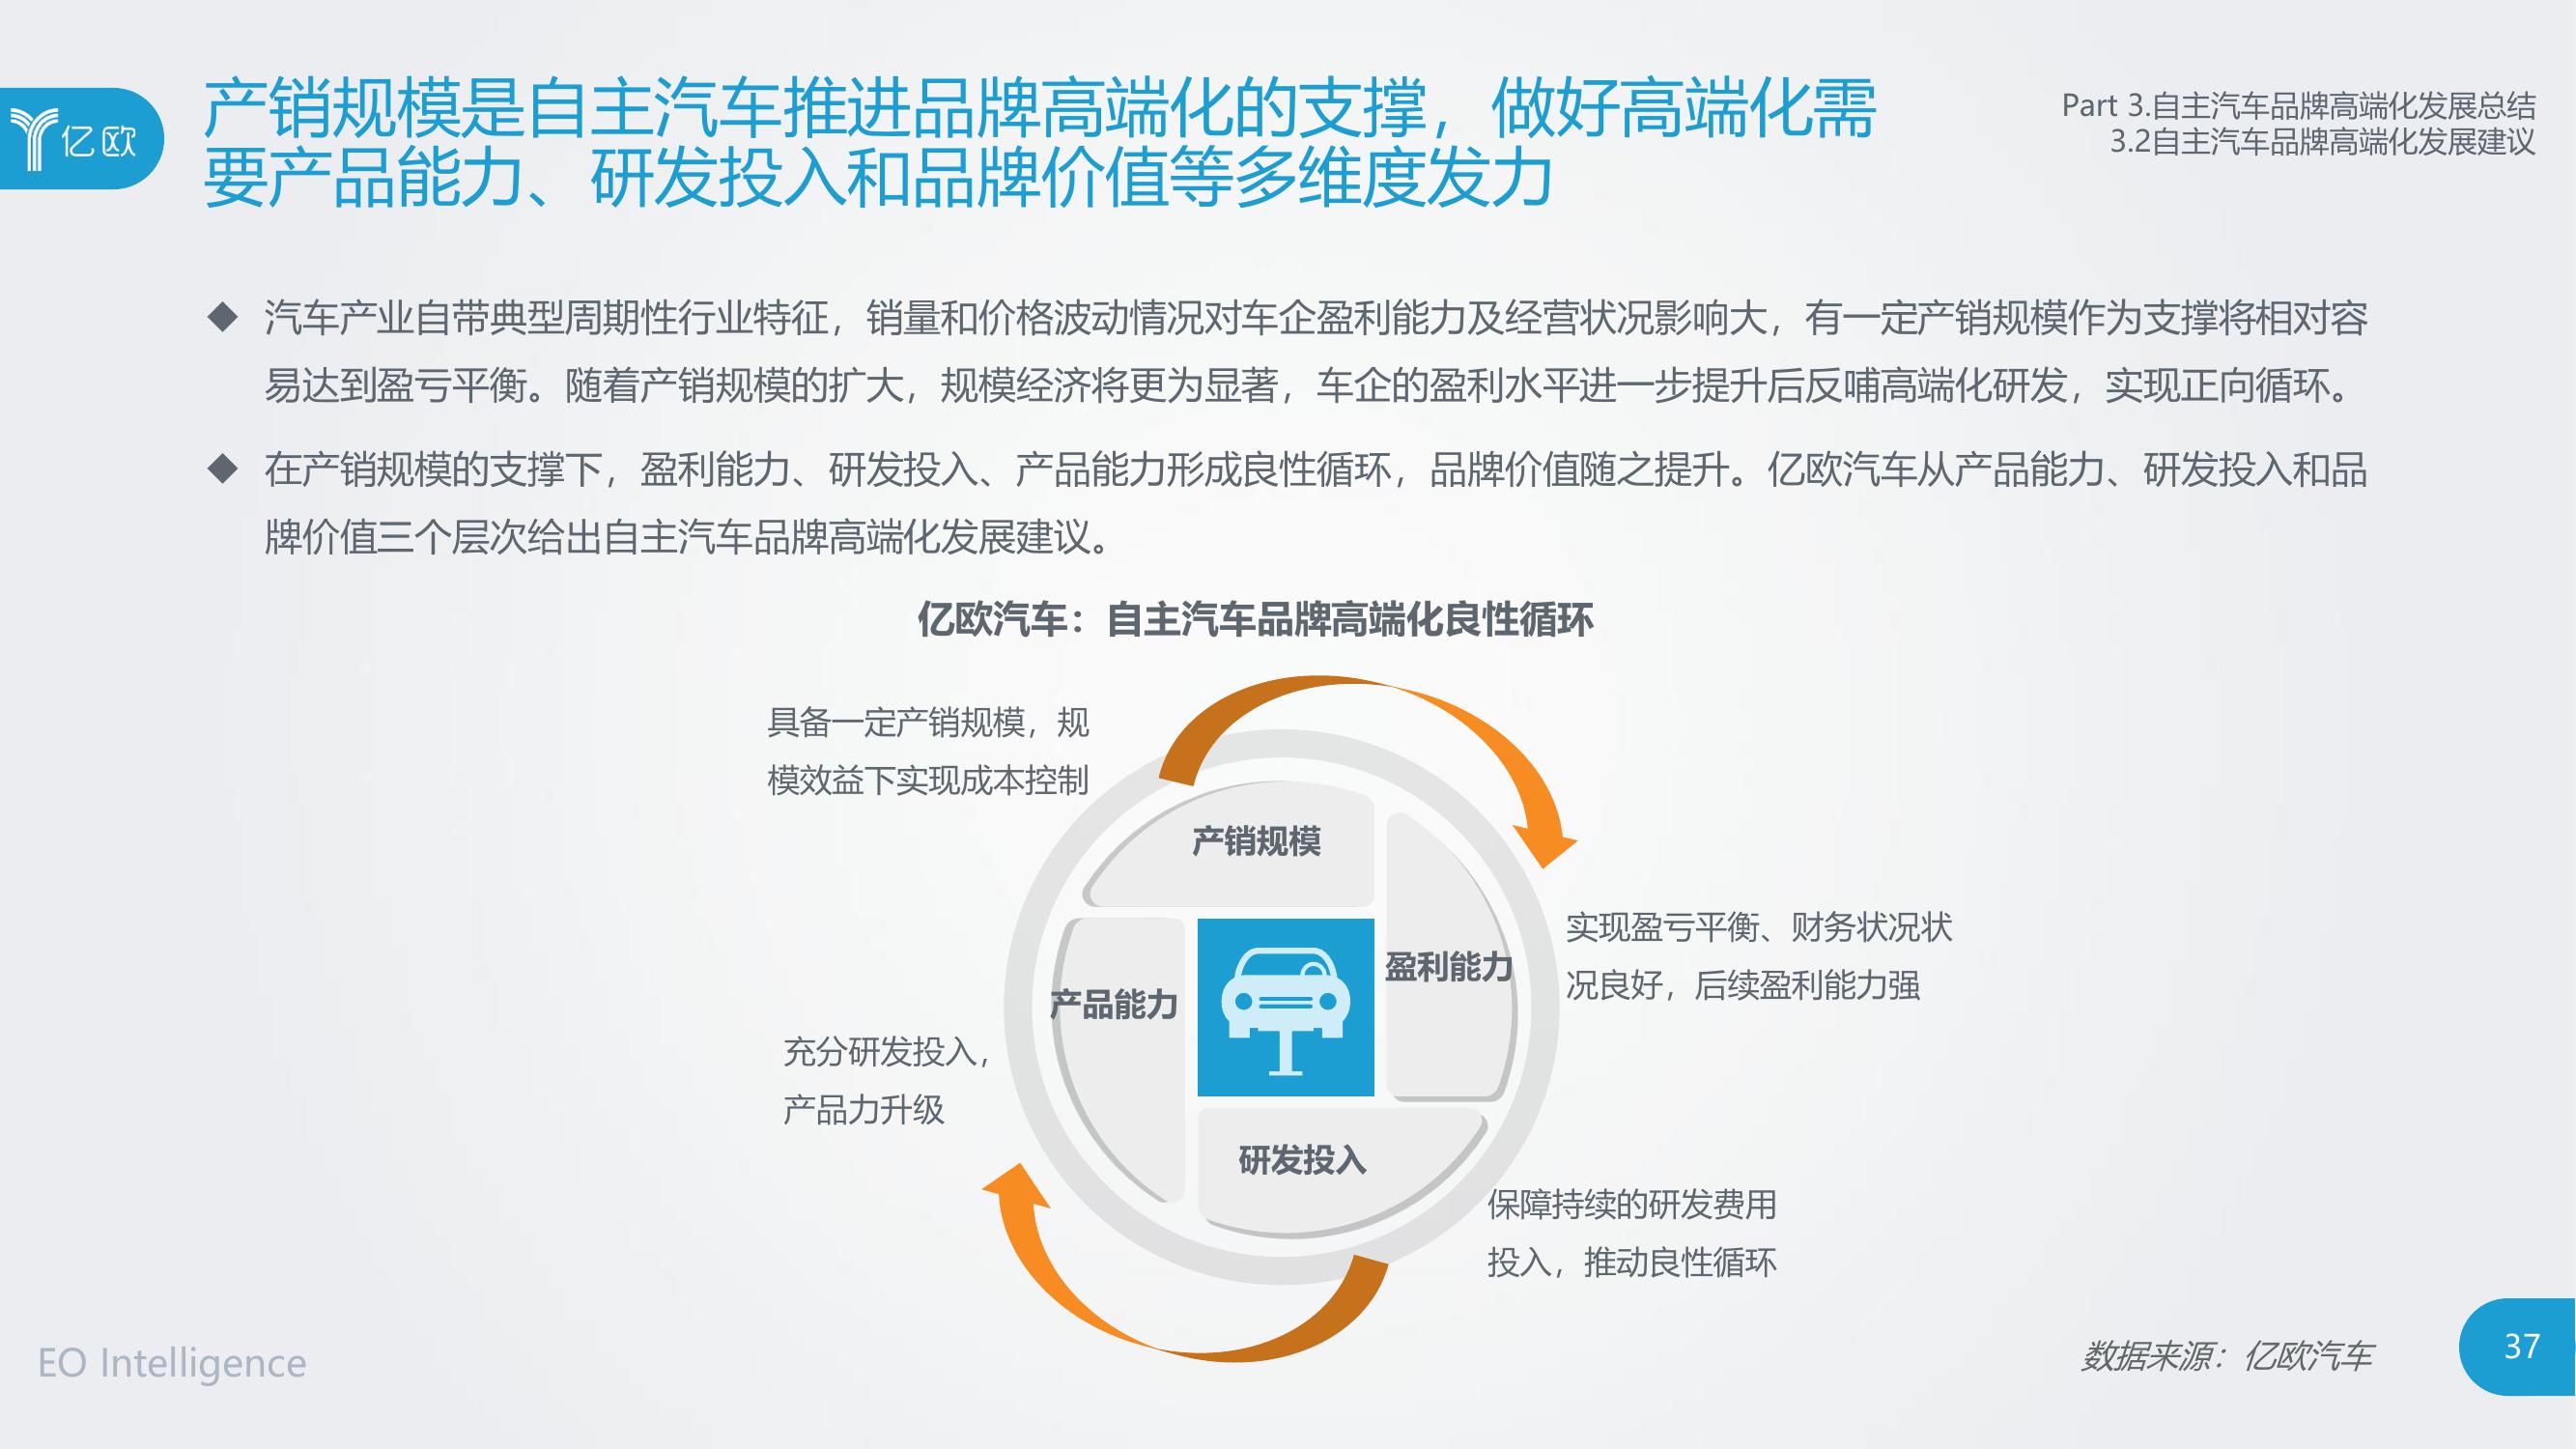 亿欧
产销规模是自主汽车推进品牌高端化的支撑，做好高端化需
要产品能力、研发投入和品牌价值等多维度发力
Part 3.自主汽车品牌高端化发展总结
3.2自主汽车品牌高端化发展建议
◆ 汽车产业自带典型周期性行业特征，销量和价格波动情况对车企盈利能力及经营状况影响大，有一定产销规模作为支撑将相对容
易达到盈亏平衡。随着产销规模的扩大，规模经济将更为显著，车企的盈利水平进一步提升后反哺高端化研发，实现正向循环。
◆ 在产销规模的支撑下，盈利能力、研发投入、产品能力形成良性循环，品牌价值随之提升。亿欧汽车从产品能力、研发投入和品
牌价值三个层次给出自主汽车品牌高端化发展建议。
亿欧汽车：自主汽车品牌高端化良性循环
具备一定产销规模，规
模效益下实现成本控制
产销规模
盈利能力
实现盈亏平衡、财务状况状
况良好，后续盈利能力强
产品能力
充分研发投入，
产品力升级
研发投入
保障持续的研发费用
投入，推动良性循环
EO Intelligence
数据来源：亿欧汽车
37